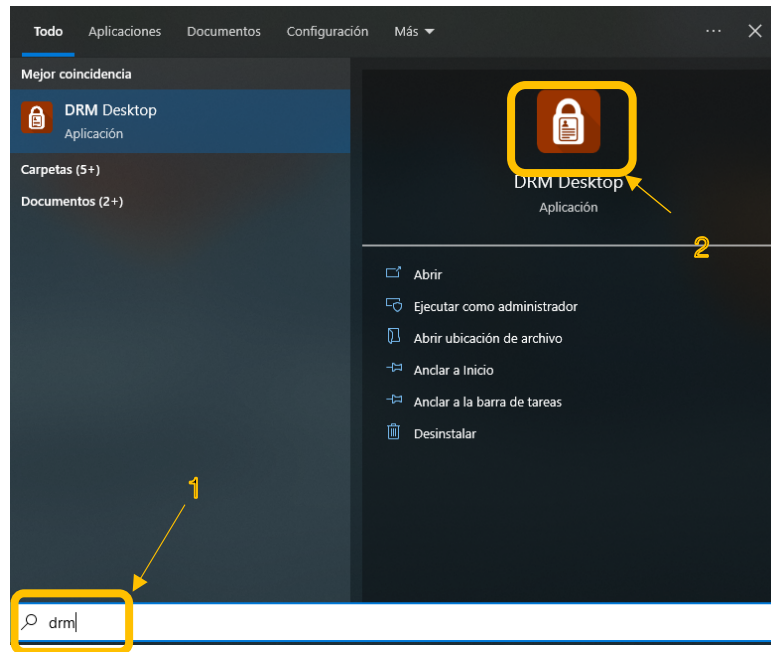 Todo Aplicaciones Documentos Configuración Más ...
Mejor coincidencia
DRM Desktop
Aplicación
Carpetas (5+)
Documentos (2+)
DRM Desktop
Aplicación
2
Abrir
Ejecutar como administrador
Abrir ubicación de archivo
Anclar a Inicio
Anclar a la barra de tareas
Desinstalar
1
drm